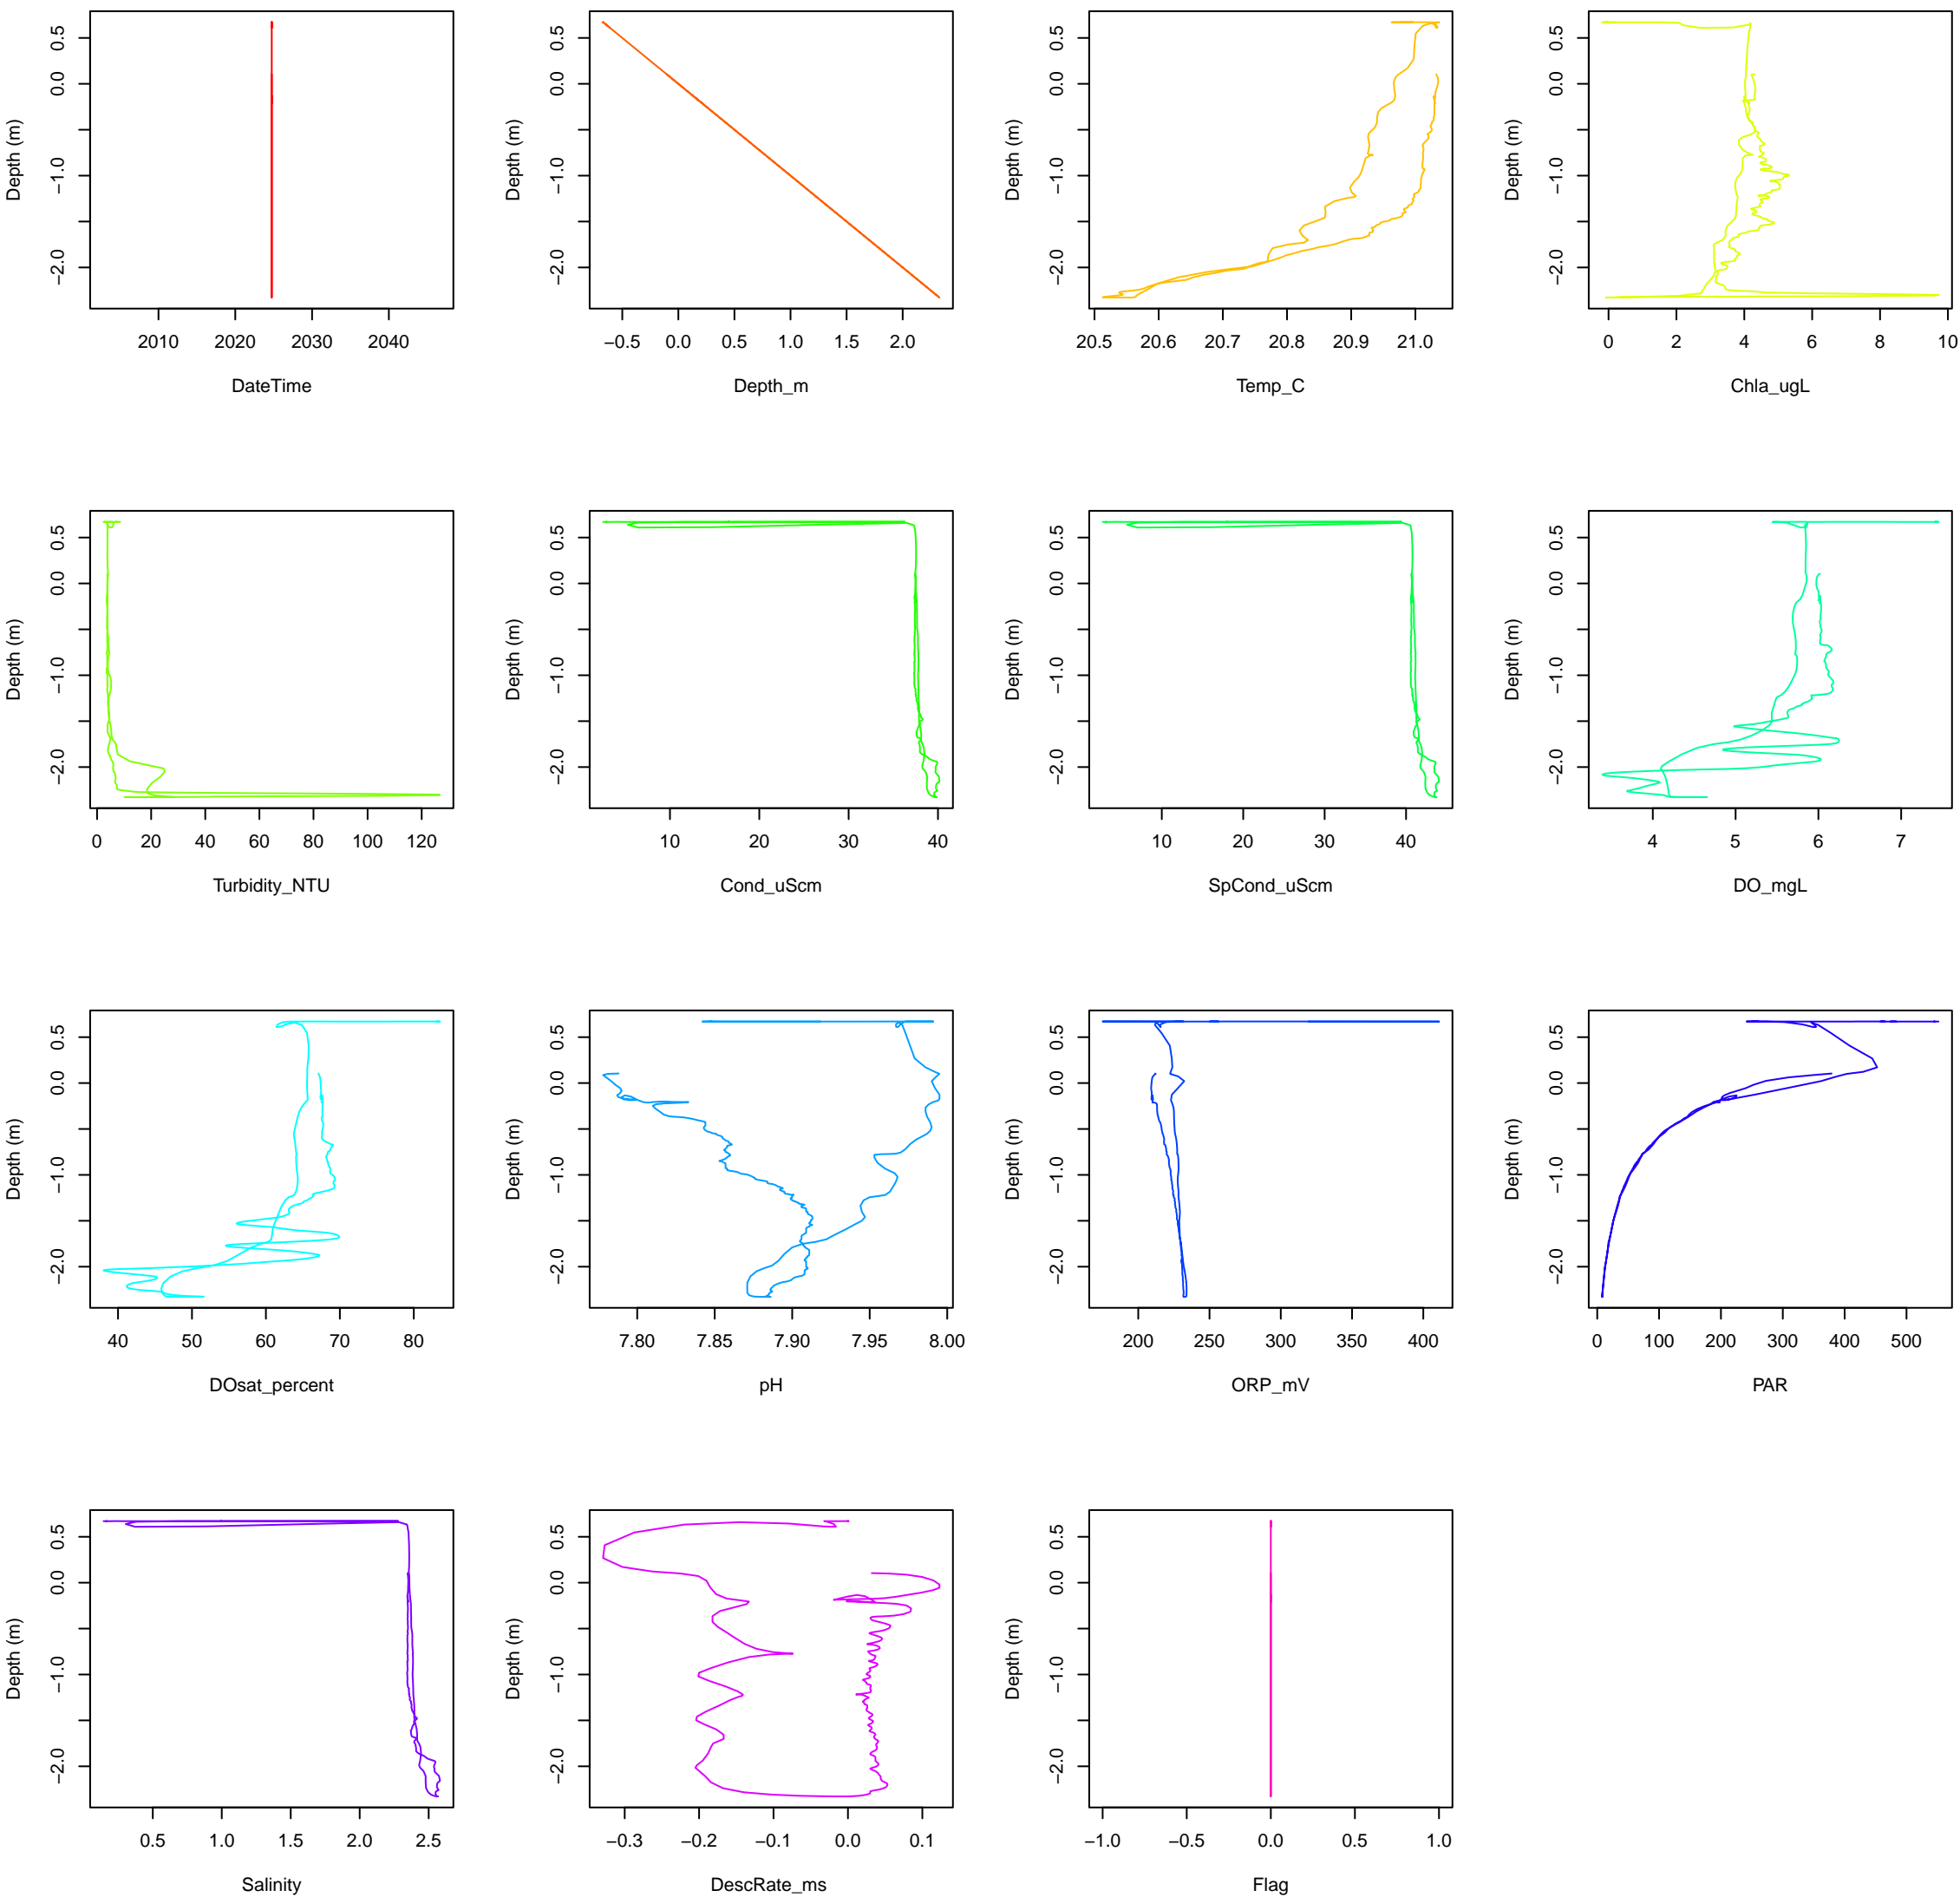 Depth (m)
0.5
0.0
−1.0
−2.0
2010 2020 2030 2040
DateTime
Depth (m)
0.5
0.0
−1.0
−2.0
−0.5 0.0 0.5 1.0 1.5 2.0
Depth_m
Depth (m)
0.5
0.0
−1.0
−2.0
20.5 20.6 20.7 20.8 20.9 21.0
Temp_C
Depth (m)
0.5
0.0
−1.0
−2.0
0 2 4 6 8 10
Chla_ugL
Depth (m)
0.5
0.0
−1.0
−2.0
0 20 40 60 80 100 120
Turbidity_NTU
Depth (m)
0.5
0.0
−1.0
−2.0
10 20 30 40
Cond_uScm
Depth (m)
0.5
0.0
−1.0
−2.0
10 20 30 40
SpCond_uScm
Depth (m)
0.5
0.0
−1.0
−2.0
4 5 6 7
DO_mgL
Depth (m)
0.5
0.0
−1.0
−2.0
40 50 60 70 80
DOsat_percent
Depth (m)
0.5
0.0
−1.0
−2.0
7.80 7.85 7.90 7.95 8.00
pH
Depth (m)
0.5
0.0
−1.0
−2.0
200 250 300 350 400
ORP_mV
Depth (m)
0.5
0.0
−1.0
−2.0
0 100 200 300 400 500
PAR
Depth (m)
0.5
0.0
−1.0
−2.0
0.5 1.0 1.5 2.0 2.5
Salinity
Depth (m)
0.5
0.0
−1.0
−2.0
−0.3 −0.2 −0.1 0.0 0.1
DescRate_ms
Depth (m)
0.5
0.0
−1.0
−2.0
−1.0 −0.5 0.0 0.5 1.0
Flag